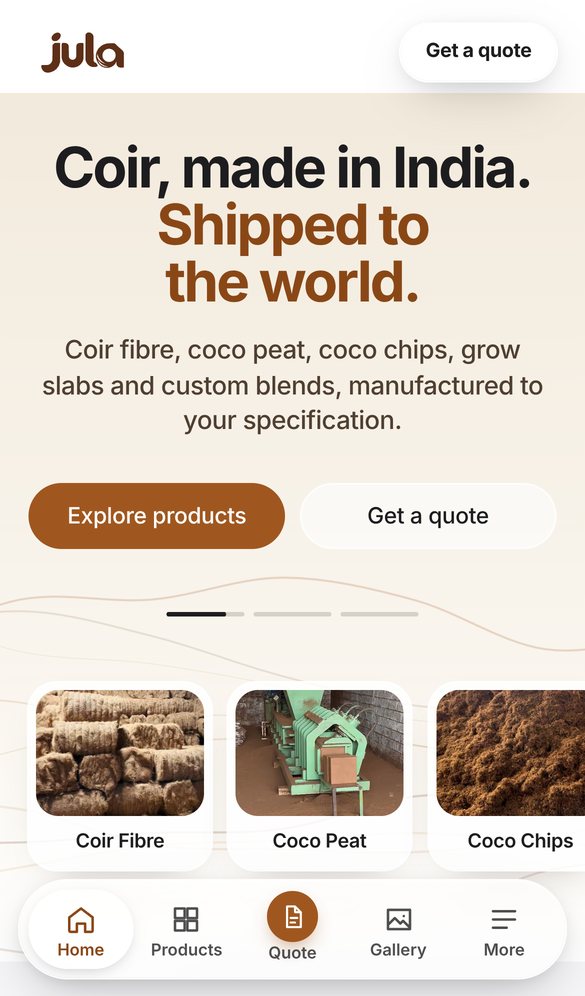 jula
Get a quote
Coir, made in India.
Shipped to
the world.
Coir fibre, coco peat, coco chips, grow
slabs and custom blends, manufactured to
your specification.
Explore products
Get a quote
Coir Fibre
Coco Peat
Coco Chips
Home
Products
Quote
Gallery
More